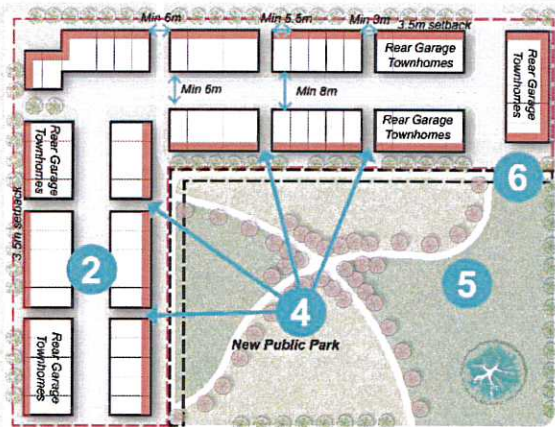 Min 6m
Min 5.5m
Min 3m
3.5m setback
Rear Garage
Townhomes
Rear Garage
Townhomes
Min 6m
Min 8m
Rear Garage
Townhomes
Rear Garage
Townhomes
6
3.5m setback
2
5
4
New Public Park
Rear Garage
Townhomes